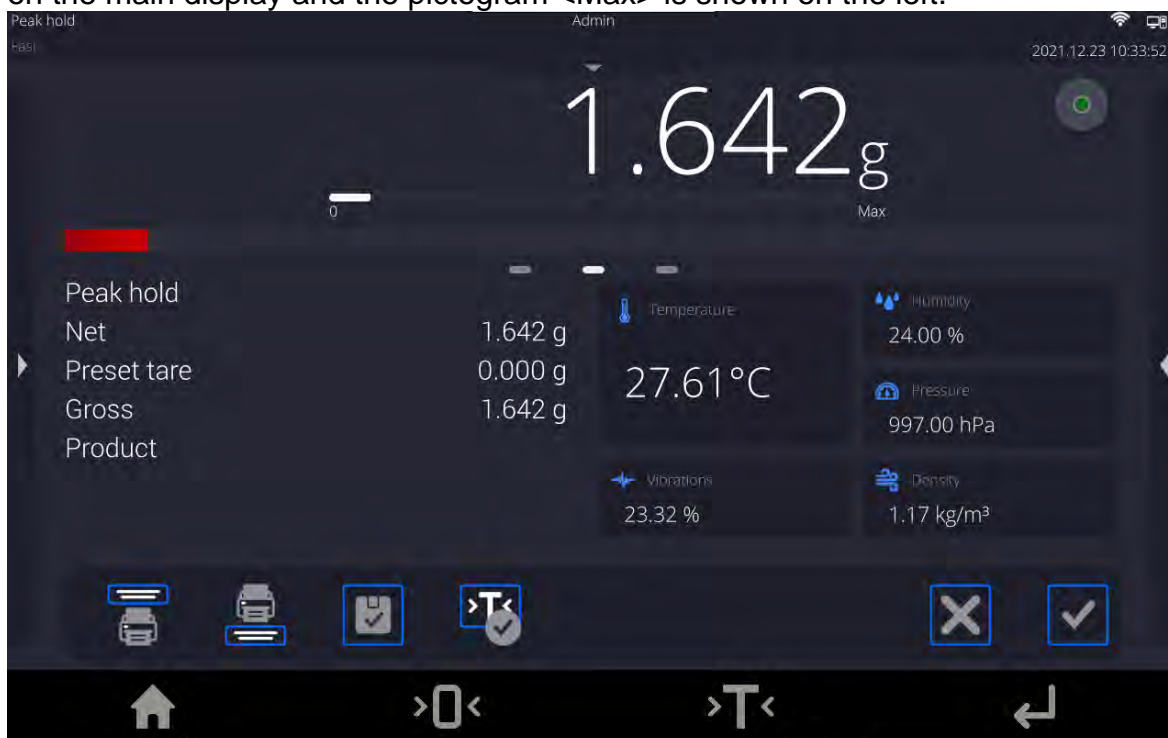 on the main display and the pictogram <Max> is shown on the left.
Peak hold
Admin
Fast
2021.12.23 10:33:52
1.642 g
0
Max
Peak hold
Net 1.642 g
Preset tare 0.000 g
Gross 1.642 g
Product
Temperature
27.61°C
Humidity
24.00 %
Pressure
997.00 hPa
Vibrations
23.32 %
Density
1.17 kg/m³
>T<
>0<
>T<